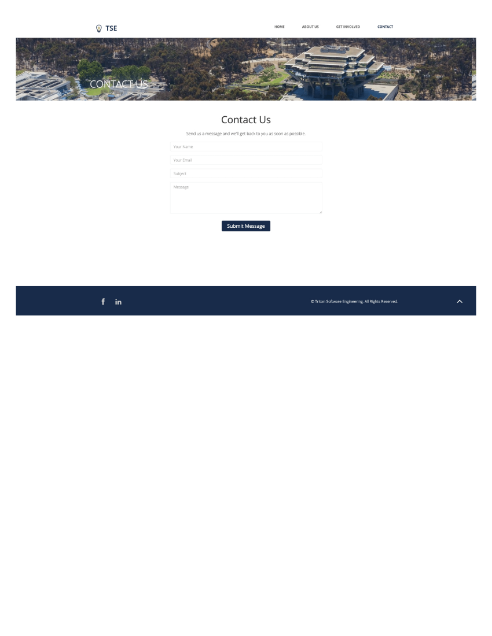 TSE
HOME ABOUT US GET INVOLVED CONTACT
CONTACT US
Contact Us
Send us a message and we'll get back to you as soon as possible.
Your Name
Your Email
Subject
Message
Submit Message
f in
© Triton Software Engineering. All Rights Reserved.